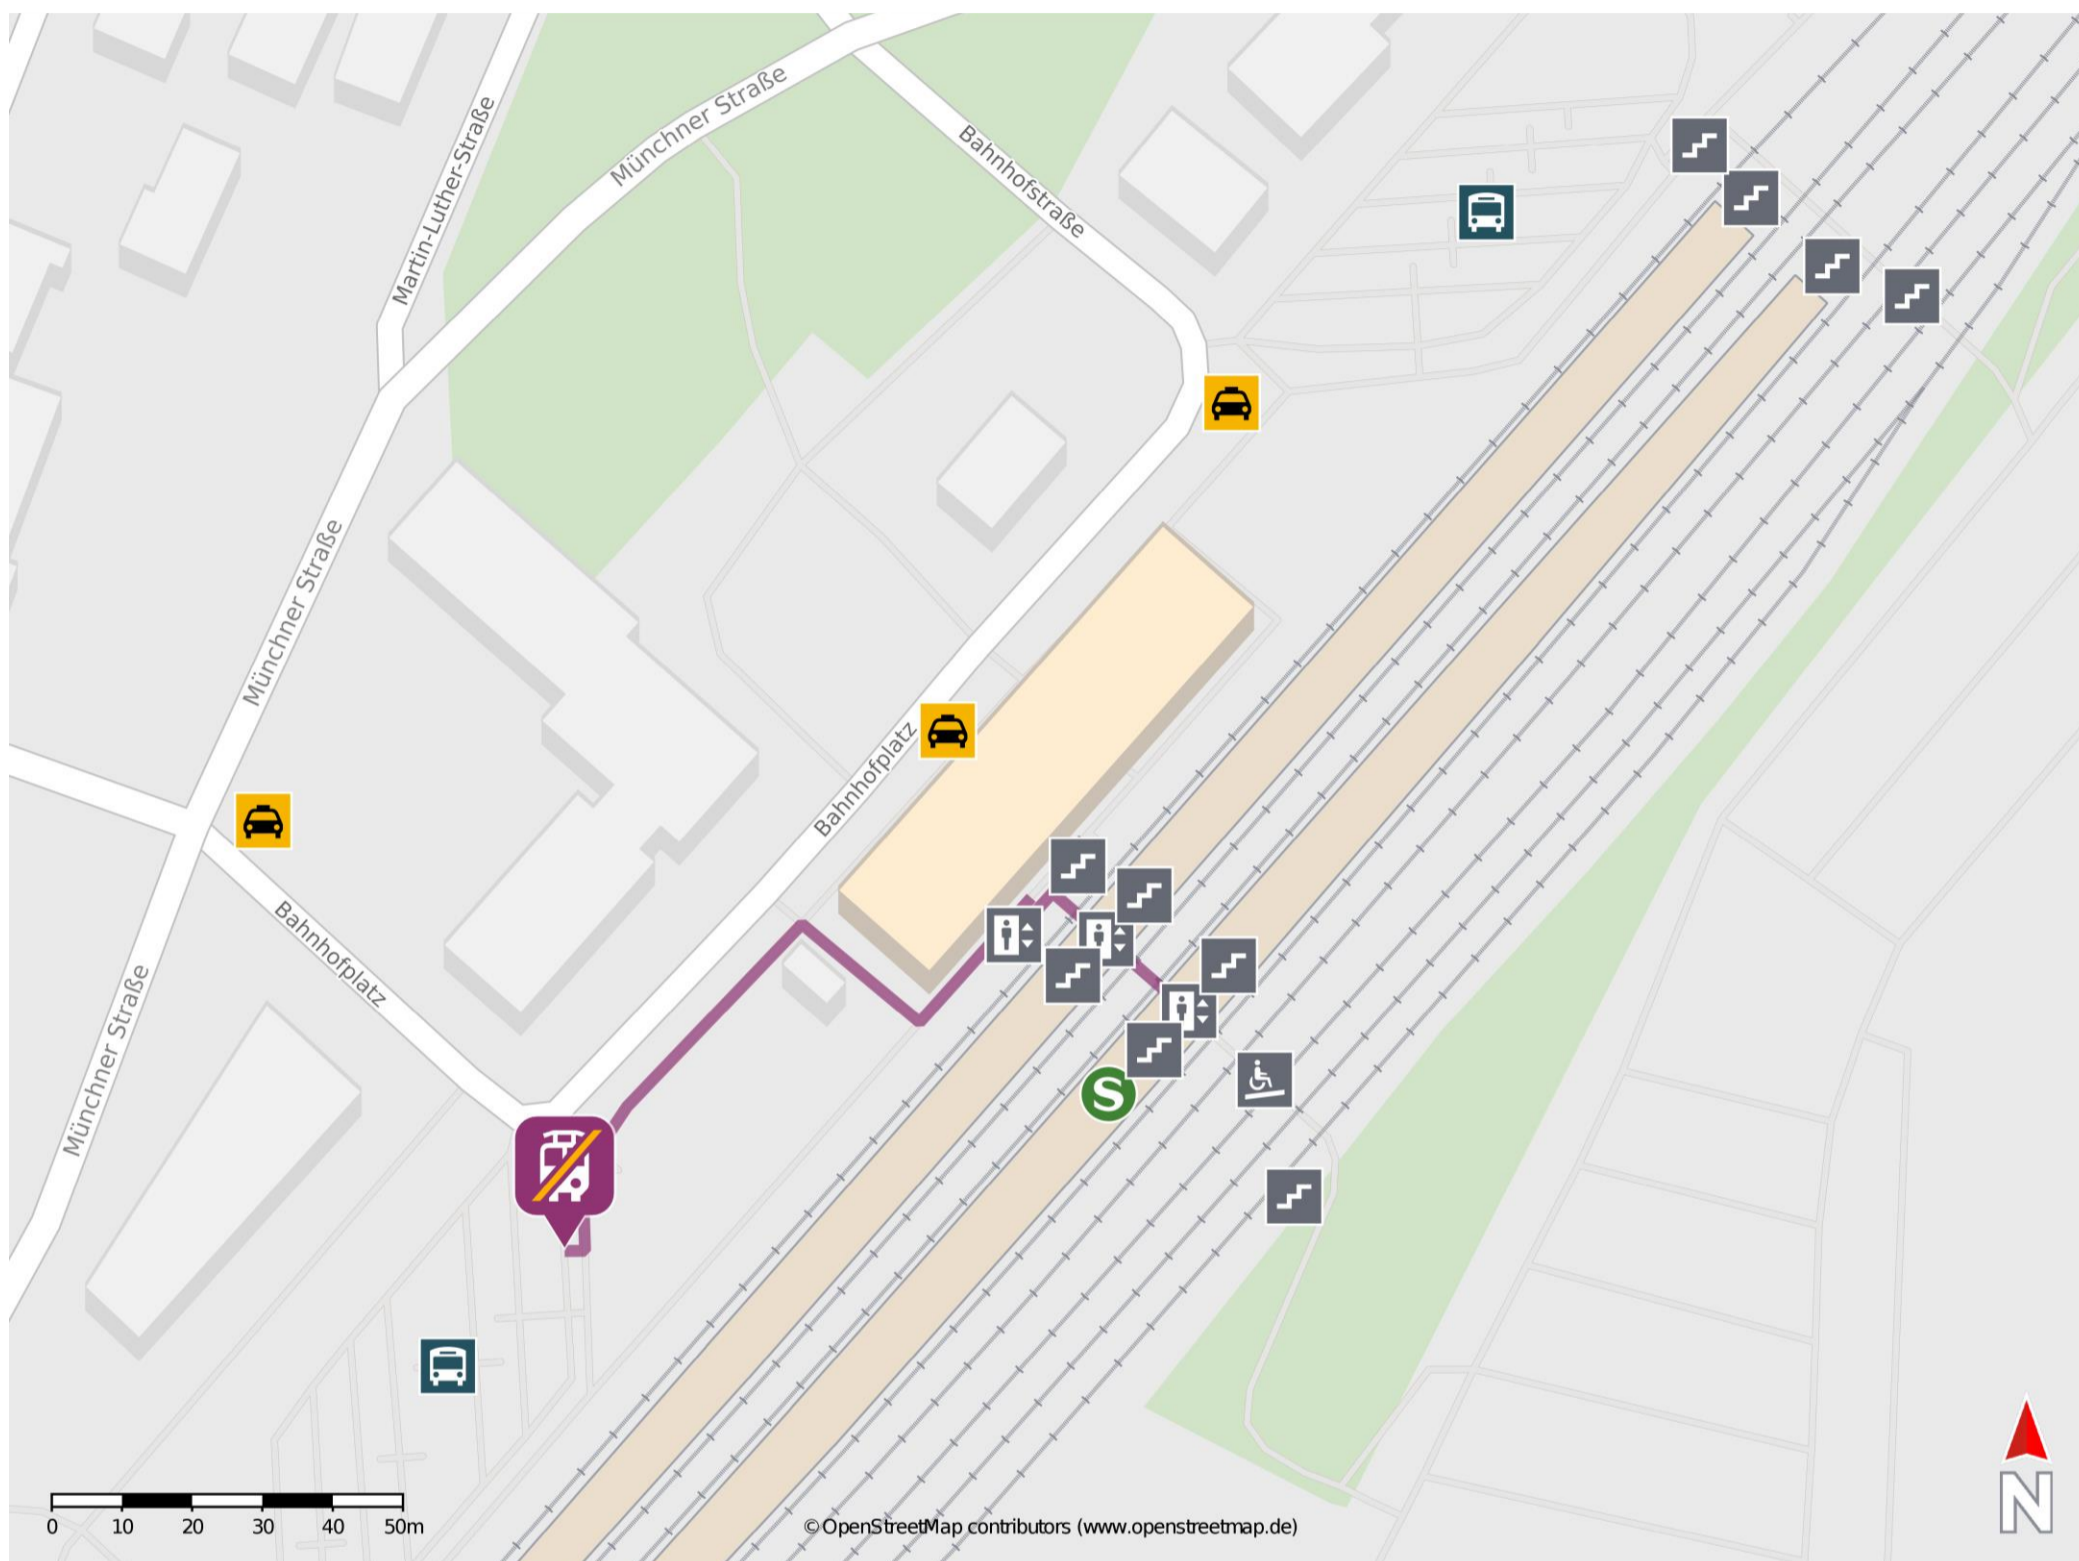 Münchner Straße
Martin-Luther-Straße
Bahnhofstraße
Münchner Straße
Bahnhofplatz
Bahnhofplatz
Münchner Straße
S
0 10 20 30 40 50m
© OpenStreetMap contributors (www.openstreetmap.de)
N